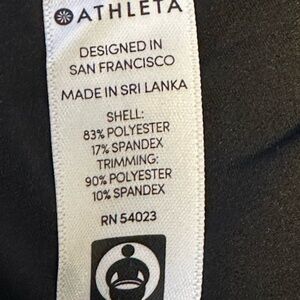 ATHLETA
DESIGNED IN
SAN FRANCISCO
MADE IN SRI LANKA
SHELL:
83% POLYESTER
17% SPANDEX
TRIMMING:
90% POLYESTER
10% SPANDEX
RN 54023